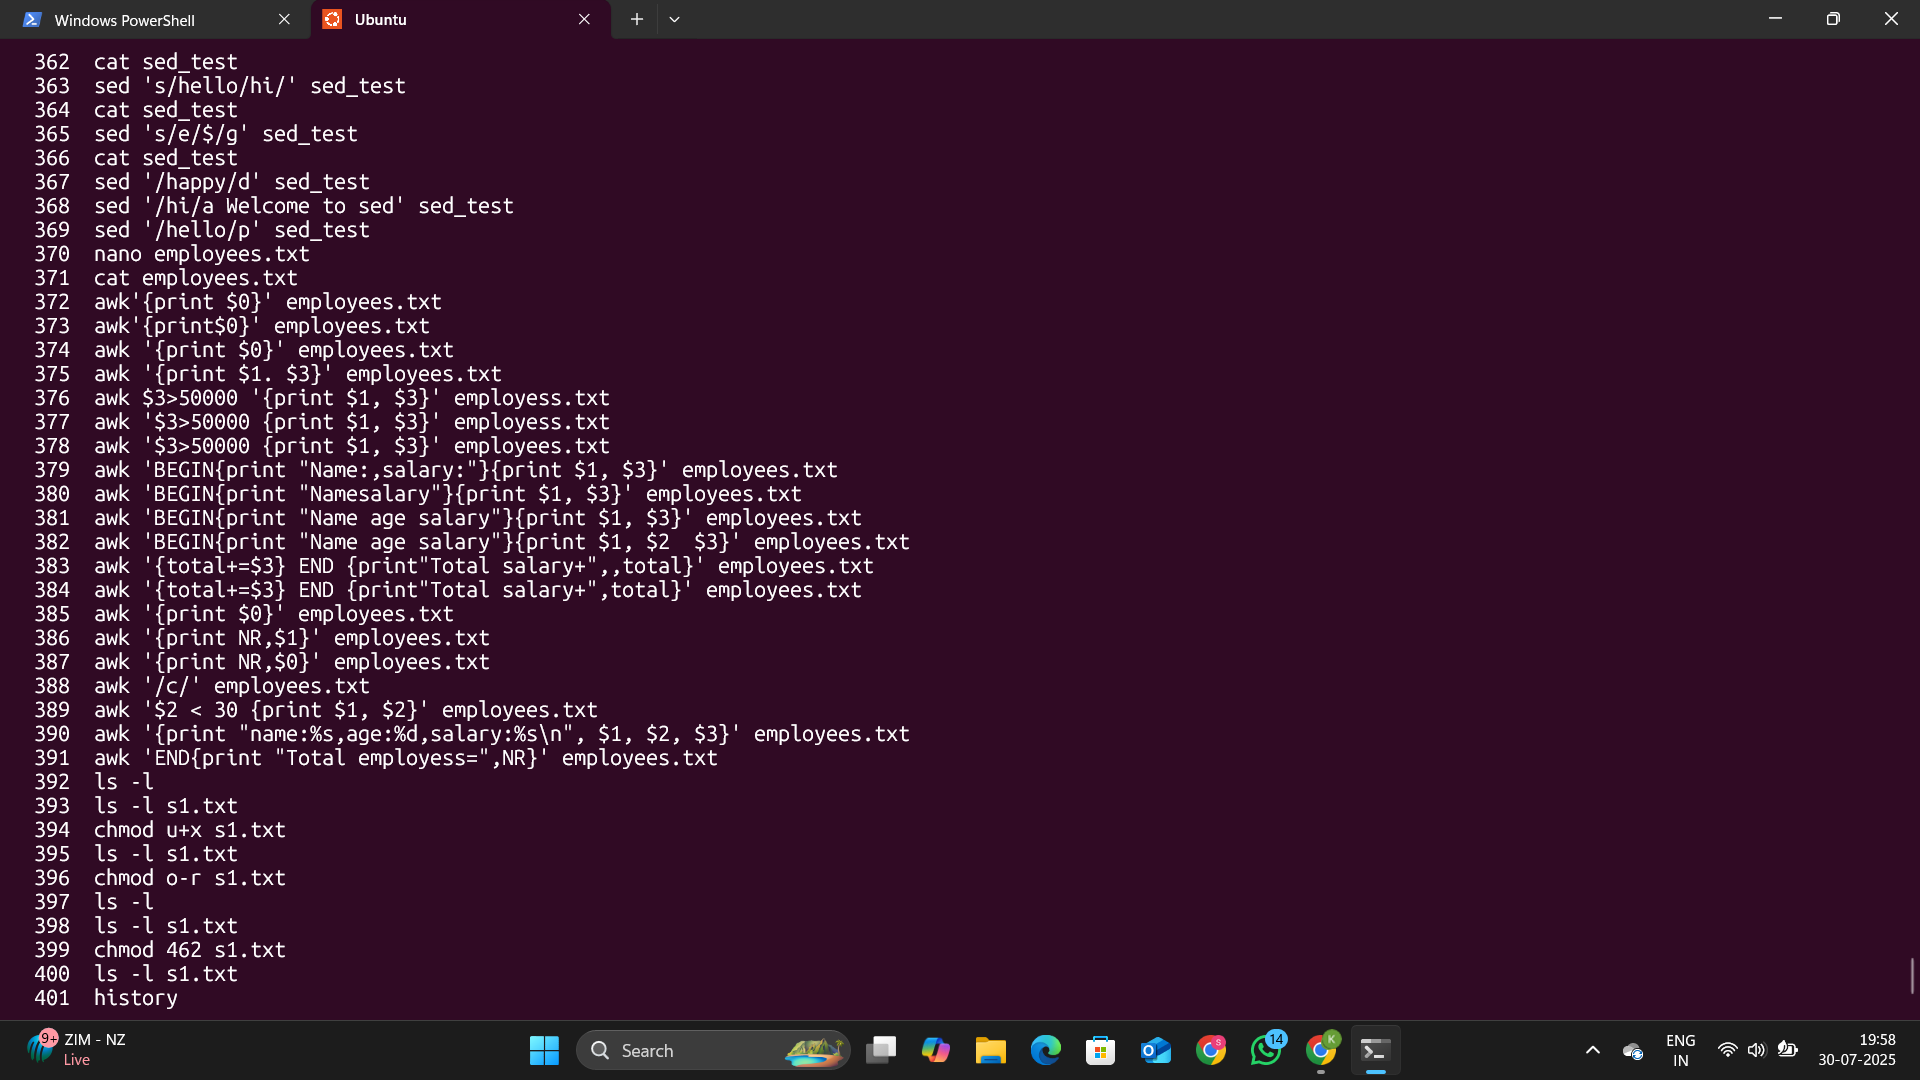 Windows PowerShell
Ubuntu
362 cat sed_test
363 sed 's/hello/hi/' sed_test
364 cat sed_test
365 sed 's/e/$/g' sed_test
366 cat sed_test
367 sed '/happy/d' sed_test
368 sed '/hi/a Welcome to sed' sed_test
369 sed '/hello/p' sed_test
370 nano employees.txt
371 cat employees.txt
372 awk'{print $0}' employees.txt
373 awk'{print$0}' employees.txt
374 awk '{print $0}' employees.txt
375 awk '{print $1. $3}' employees.txt
376 awk $3>50000 '{print $1, $3}' employess.txt
377 awk '$3>50000 {print $1, $3}' employess.txt
378 awk '$3>50000 {print $1, $3}' employees.txt
379 awk 'BEGIN{print "Name:,salary:"}{print $1, $3}' employees.txt
380 awk 'BEGIN{print "Namesalary"}{print $1, $3}' employees.txt
381 awk 'BEGIN{print "Name age salary"}{print $1, $3}' employees.txt
382 awk 'BEGIN{print "Name age salary"}{print $1, $2  $3}' employees.txt
383 awk '{total+=$3} END {print"Total salary+",,total}' employees.txt
384 awk '{total+=$3} END {print"Total salary+",total}' employees.txt
385 awk '{print $0}' employees.txt
386 awk '{print NR,$1}' employees.txt
387 awk '{print NR,$0}' employees.txt
388 awk '/c/' employees.txt
389 awk '$2 < 30 {print $1, $2}' employees.txt
390 awk '{print "name:%s,age:%d,salary:%s\n", $1, $2, $3}' employees.txt
391 awk 'END{print "Total employess=",NR}' employees.txt
392 ls -l
393 ls -l s1.txt
394 chmod u+x s1.txt
395 ls -l s1.txt
396 chmod o-r s1.txt
397 ls -l
398 ls -l s1.txt
399 chmod 462 s1.txt
400 ls -l s1.txt
401 history
9+
ZIM - NZ
Live
Search
14
S
K
ENG
IN
19:58
30-07-2025